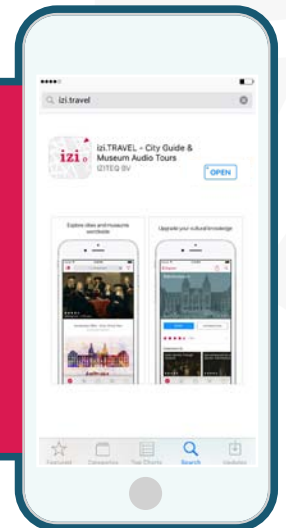 izi.travel
izi
izi.TRAVEL - City Guide &
Museum Audio Tours
IZITEQ BV
OPEN
Explore cities and museums
worldwide
Upgrade your cultural knowledge
Featured
Categories
Top Charts
Search
Updates